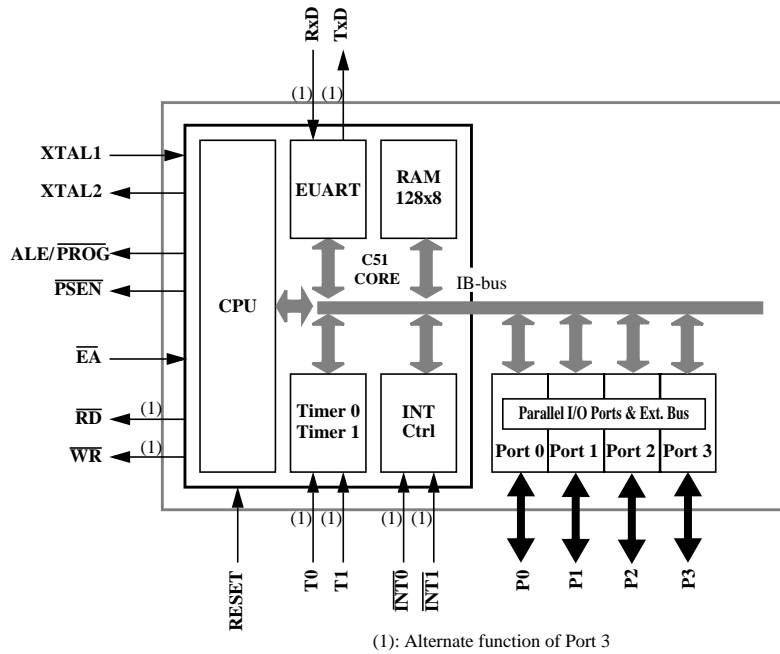 RxD
TxD
(1) (1)
XTAL1
XTAL2
ALE/PROG
PSEN
EA
RD (1)
WR (1)
CPU
EUART
RAM
128x8
C51
CORE
IB-bus
Timer 0
Timer 1
INT
Ctrl
Parallel I/O Ports & Ext. Bus
Port 0 Port 1 Port 2 Port 3
(1) (1) (1) (1)
RESET
T0
T1
INT0
INT1
P0
P1
P2
P3
(1): Alternate function of Port 3